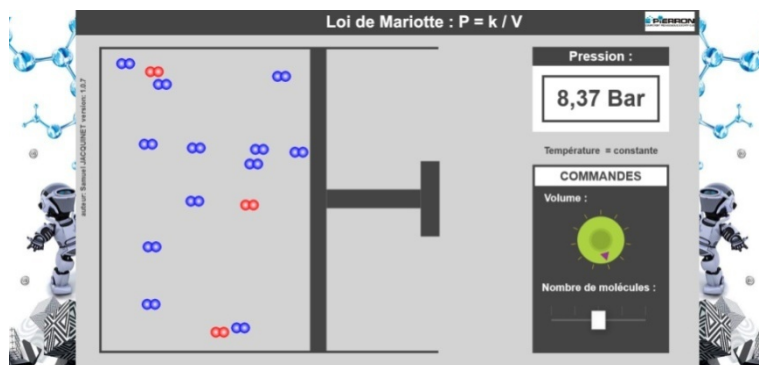 Loi de Mariotte : P = k / V
PIERRON
auteur: Samuel JACQUINET version: 1.0.7
Pression :
8,37 Bar
Température = constante
COMMANDES
Volume :
Nombre de molécules :